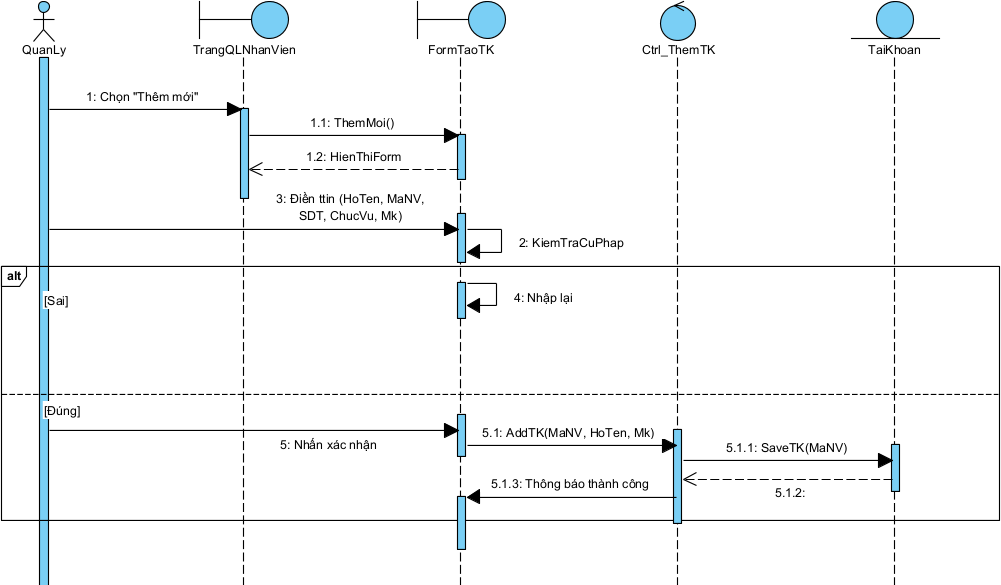 QuanLy
TrangQLNhanVien
FormTaoTK
Ctrl_ThemTK
TaiKhoan
1: Chọn "Thêm mới"
1.1: ThemMoi()
1.2: HienThiForm
3: Điền ttin (HoTen, MaNV,
SDT, ChucVu, Mk)
2: KiemTraCuPhap
alt
[Sai]
4: Nhập lại
[Đúng]
5: Nhấn xác nhận
5.1: AddTK(MaNV, HoTen, Mk)
5.1.1: SaveTK(MaNV)
5.1.3: Thông báo thành công
5.1.2: